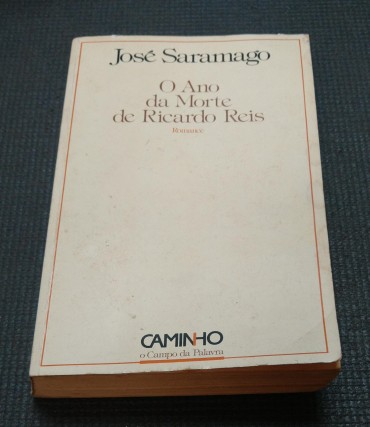 José Saramago
O Ano
da Morte
de Ricardo Reis
Romance
CAMINHO
o Campo da Palavra